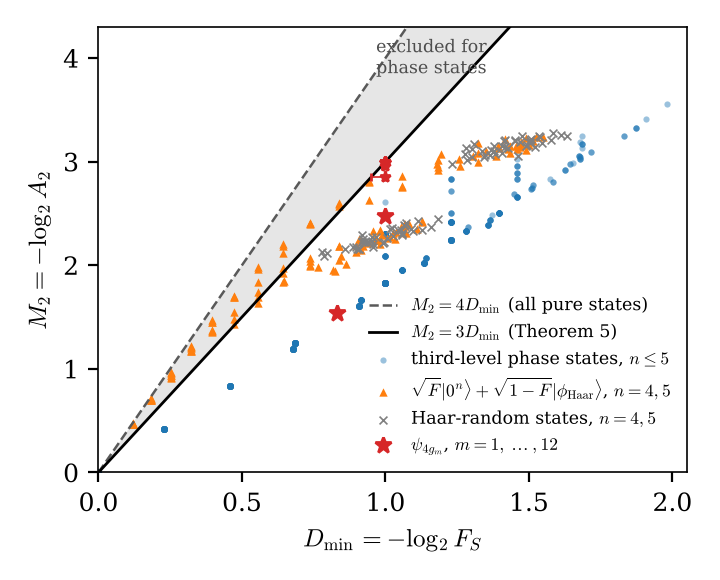 excluded for
phase states
M₂ = −log₂ A₂
4
3
2
1
0
M₂ = 4D_min (all pure states)
M₂ = 3D_min (Theorem 5)
third-level phase states, n ≤ 5
√F|0ⁿ⟩ + √1 − F|ϕ_Haar⟩, n = 4, 5
Haar-random states, n = 4, 5
ψ_{4g_m}, m = 1, …, 12
0.0 0.5 1.0 1.5 2.0
D_min = −log₂ F_S